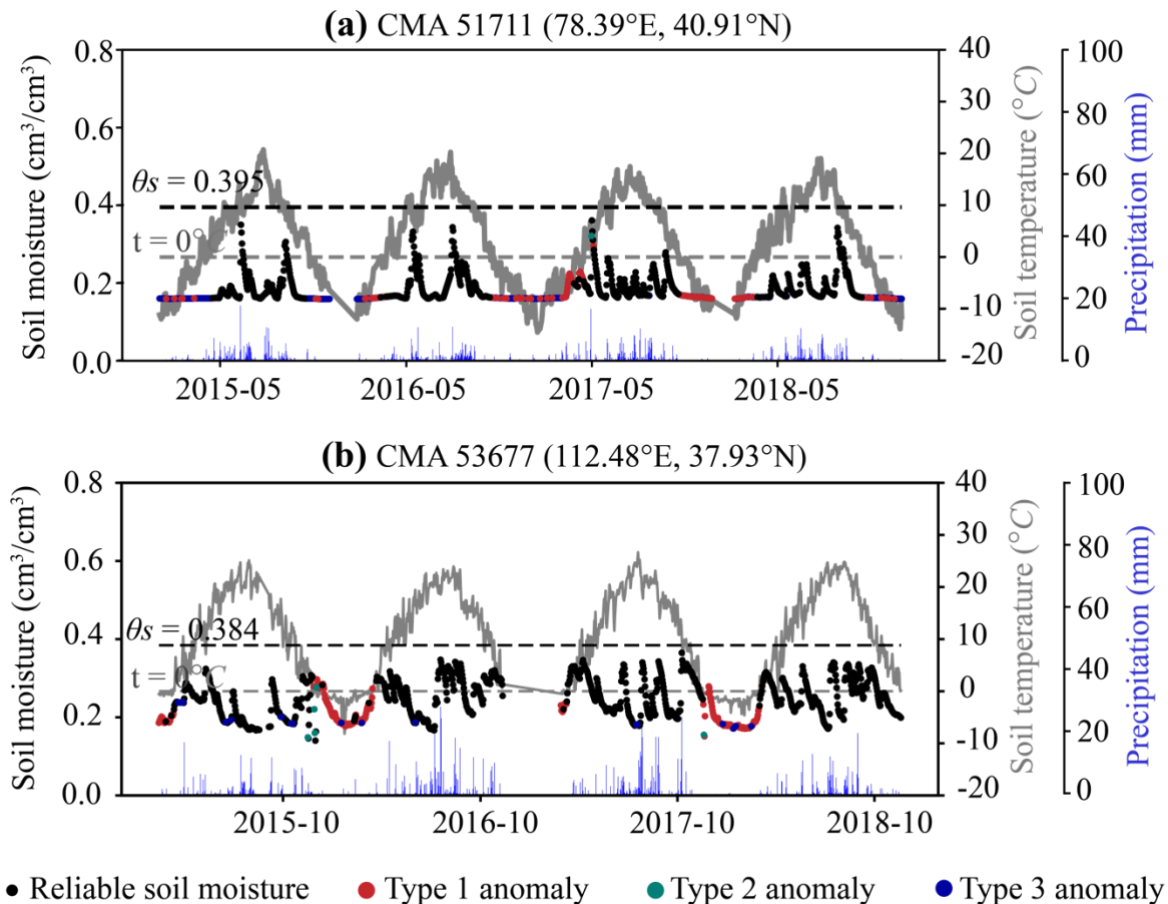 (a) CMA 51711 (78.39°E, 40.91°N)
Soil moisture (cm³/cm³)
0.8
0.6
0.4
0.2
0.0
θs = 0.395
t = 0°C
40
30
20
10
0
-10
-20
Soil temperature (°C)
100
80
60
40
20
0
Precipitation (mm)
2015-05 2016-05 2017-05 2018-05
(b) CMA 53677 (112.48°E, 37.93°N)
Soil moisture (cm³/cm³)
0.8
0.6
0.4
0.2
0.0
θs = 0.384
t = 0°C
40
30
20
10
0
-10
-20
Soil temperature (°C)
100
80
60
40
20
0
Precipitation (mm)
2015-10 2016-10 2017-10 2018-10
Reliable soil moisture Type 1 anomaly Type 2 anomaly Type 3 anomaly